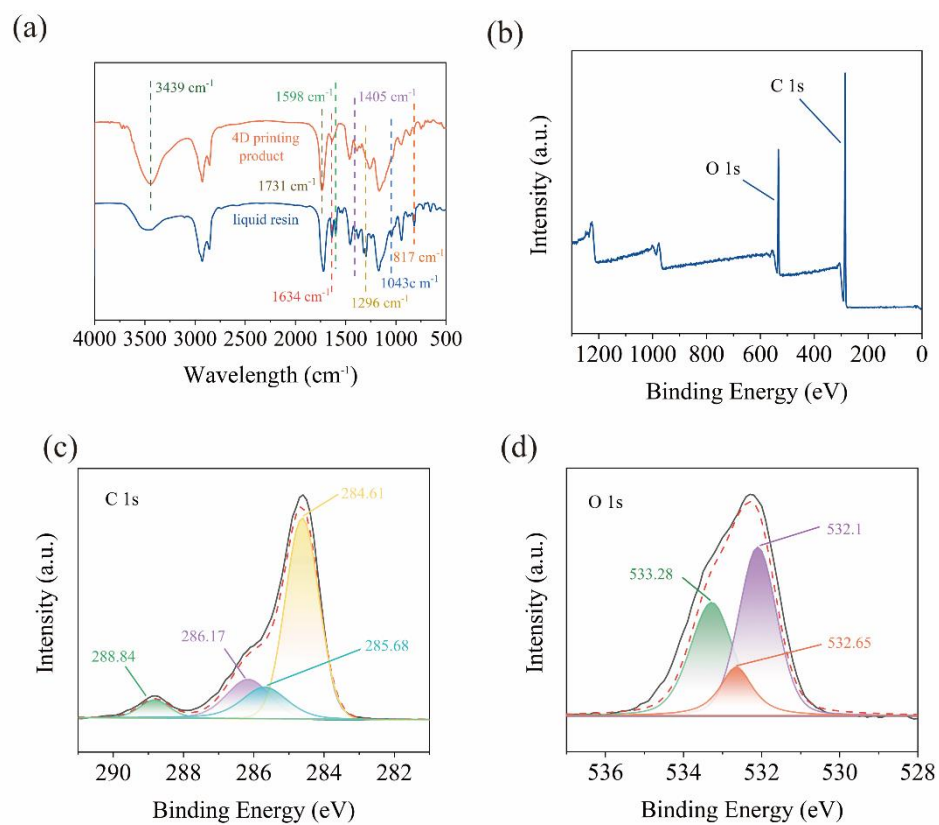 (a)
3439 cm⁻¹
1598 cm⁻¹
1405 cm⁻¹
4D printing
product
1731 cm⁻¹
liquid resin
817 cm⁻¹
1043c m⁻¹
1634 cm⁻¹
1296 cm⁻¹
4000 3500 3000 2500 2000 1500 1000 500
Wavelength (cm⁻¹)
(b)
Intensity (a.u.)
C 1s
O 1s
1200 1000 800 600 400 200 0
Binding Energy (eV)
(c)
Intensity (a.u.)
C 1s
284.61
286.17
285.68
288.84
290 288 286 284 282
Binding Energy (eV)
(d)
Intensity (a.u.)
O 1s
532.1
533.28
532.65
536 534 532 530 528
Binding Energy (eV)